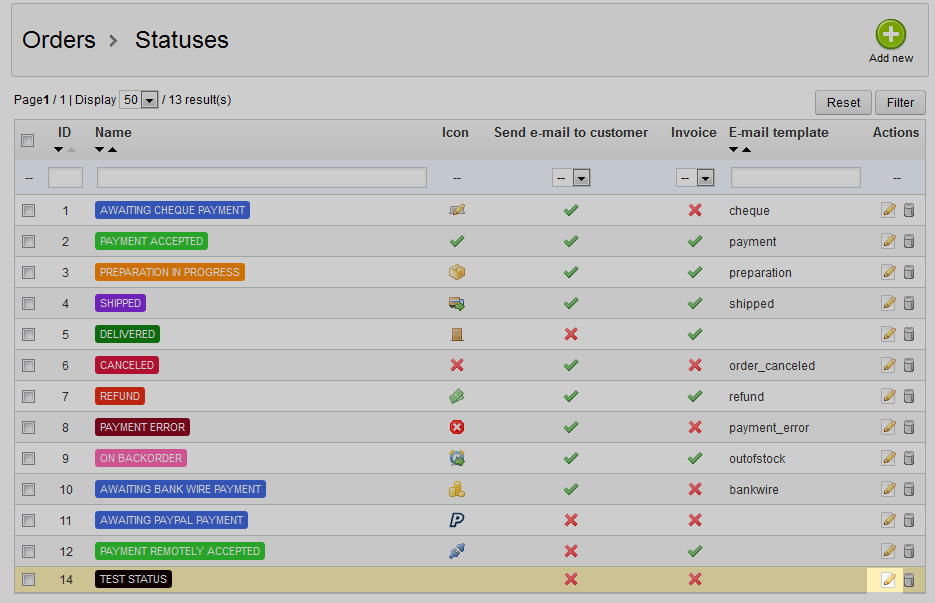 Orders > Statuses
Add new
Page1 / 1 | Display 50 / 13 result(s)
Reset Filter
ID Name Icon Send e-mail to customer Invoice E-mail template Actions
-- -- -- -- --
1 AWAITING CHEQUE PAYMENT cheque
2 PAYMENT ACCEPTED payment
3 PREPARATION IN PROGRESS preparation
4 SHIPPED shipped
5 DELIVERED
6 CANCELED order_canceled
7 REFUND refund
8 PAYMENT ERROR payment_error
9 ON BACKORDER outofstock
10 AWAITING BANK WIRE PAYMENT bankwire
11 AWAITING PAYPAL PAYMENT
12 PAYMENT REMOTELY ACCEPTED
14 TEST STATUS